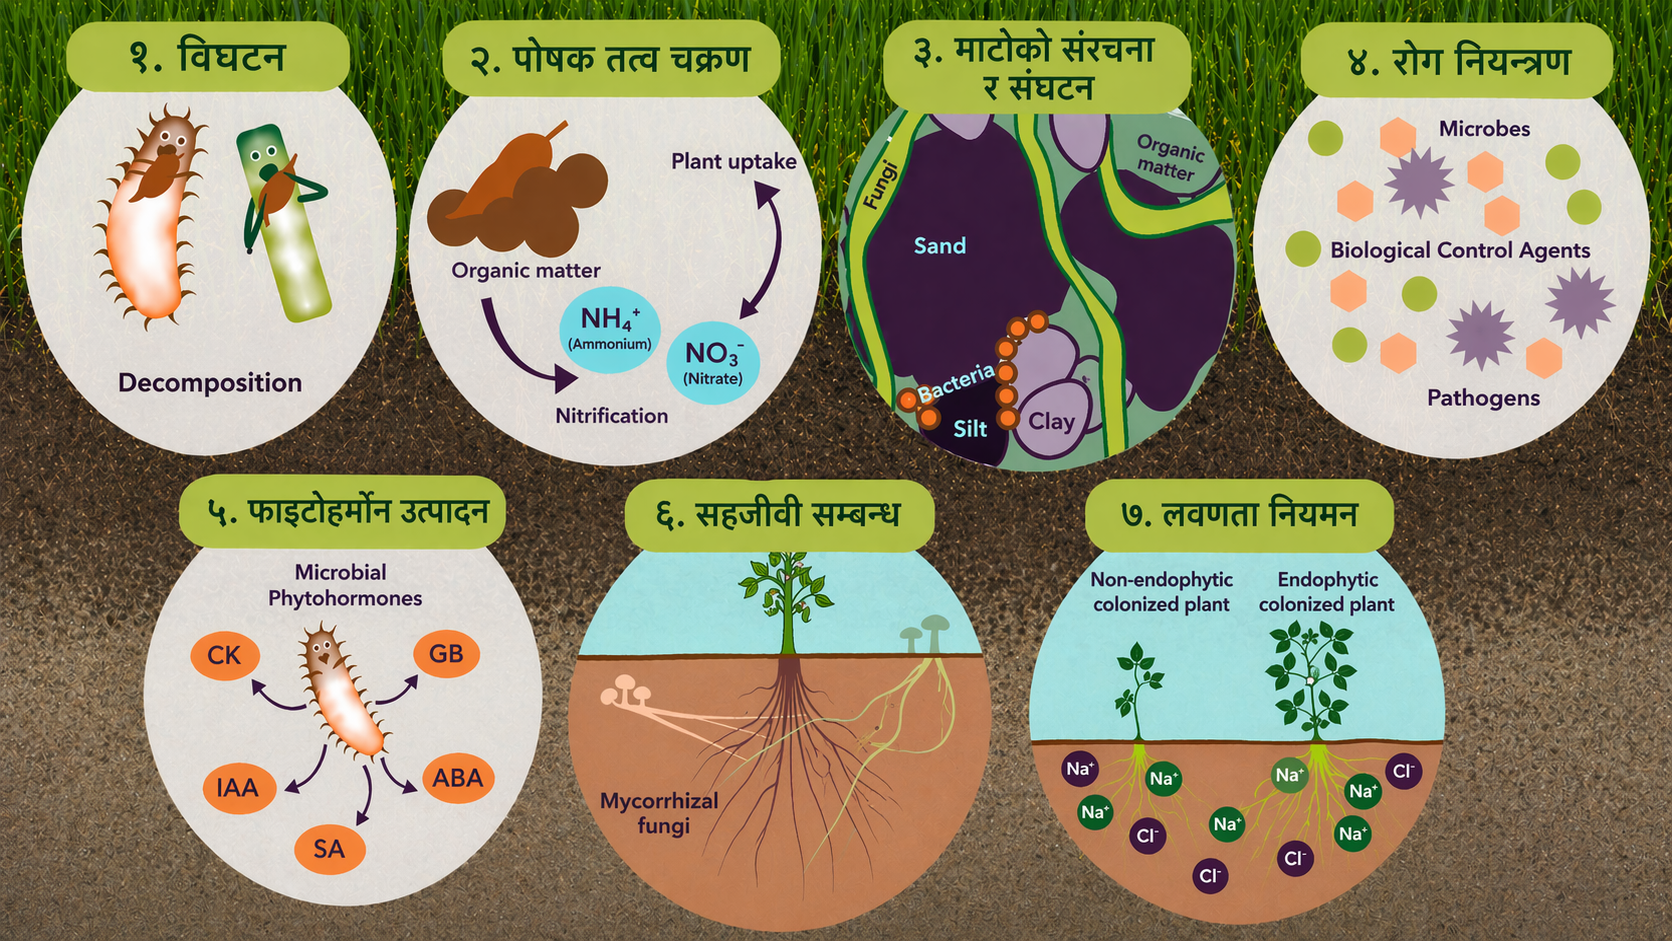 १. विघटन
Decomposition
२. पोषक तत्व चक्रण
Plant uptake
Organic matter
NH₄⁺
(Ammonium)
NO₃⁻
(Nitrate)
Nitrification
३. माटोको संरचना
र संघटन
Fungi
Organic
matter
Sand
Bacteria
Silt
Clay
४. रोग नियन्त्रण
Microbes
Biological Control Agents
Pathogens
५. फाइटोहर्मोन उत्पादन
Microbial
Phytohormones
CK
GB
IAA
ABA
SA
६. सहजीवी सम्बन्ध
Mycorrhizal
fungi
७. लवणता नियमन
Non-endophytic
colonized plant
Endophytic
colonized plant
Na⁺
Na⁺
Na⁺
Cl⁻
Na⁺
Na⁺
Cl⁻
Na⁺
Na⁺
Cl⁻
Cl⁻